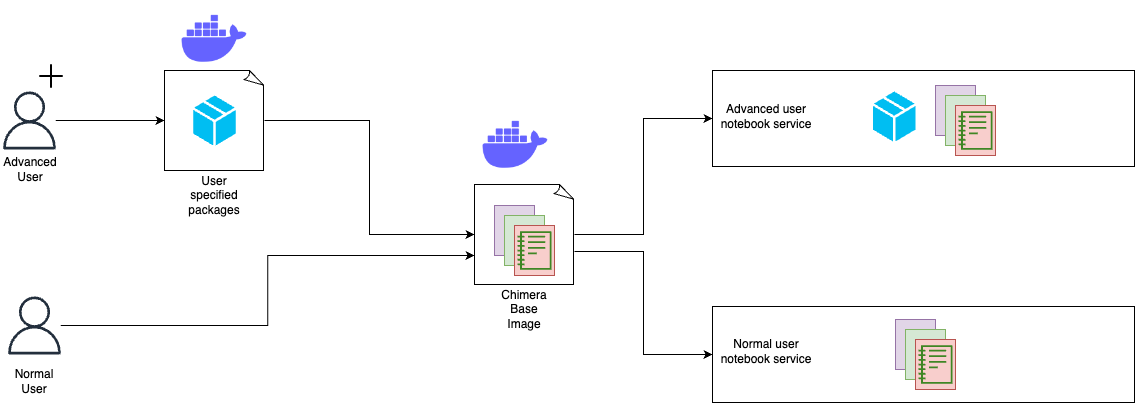 Advanced
User
User
specified
packages
Advanced user
notebook service
Chimera
Base
Image
Normal
User
Normal user
notebook service